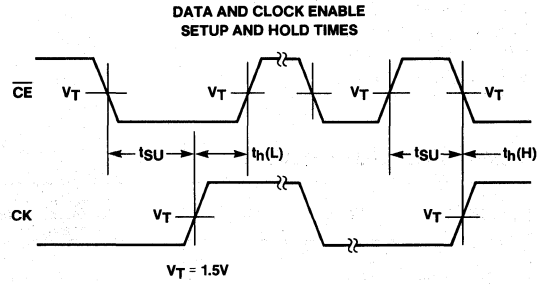 DATA AND CLOCK ENABLE
SETUP AND HOLD TIMES
CE
VT
VT
VT
VT
tSU
th(L)
tSU
th(H)
CK
VT
VT
VT = 1.5V